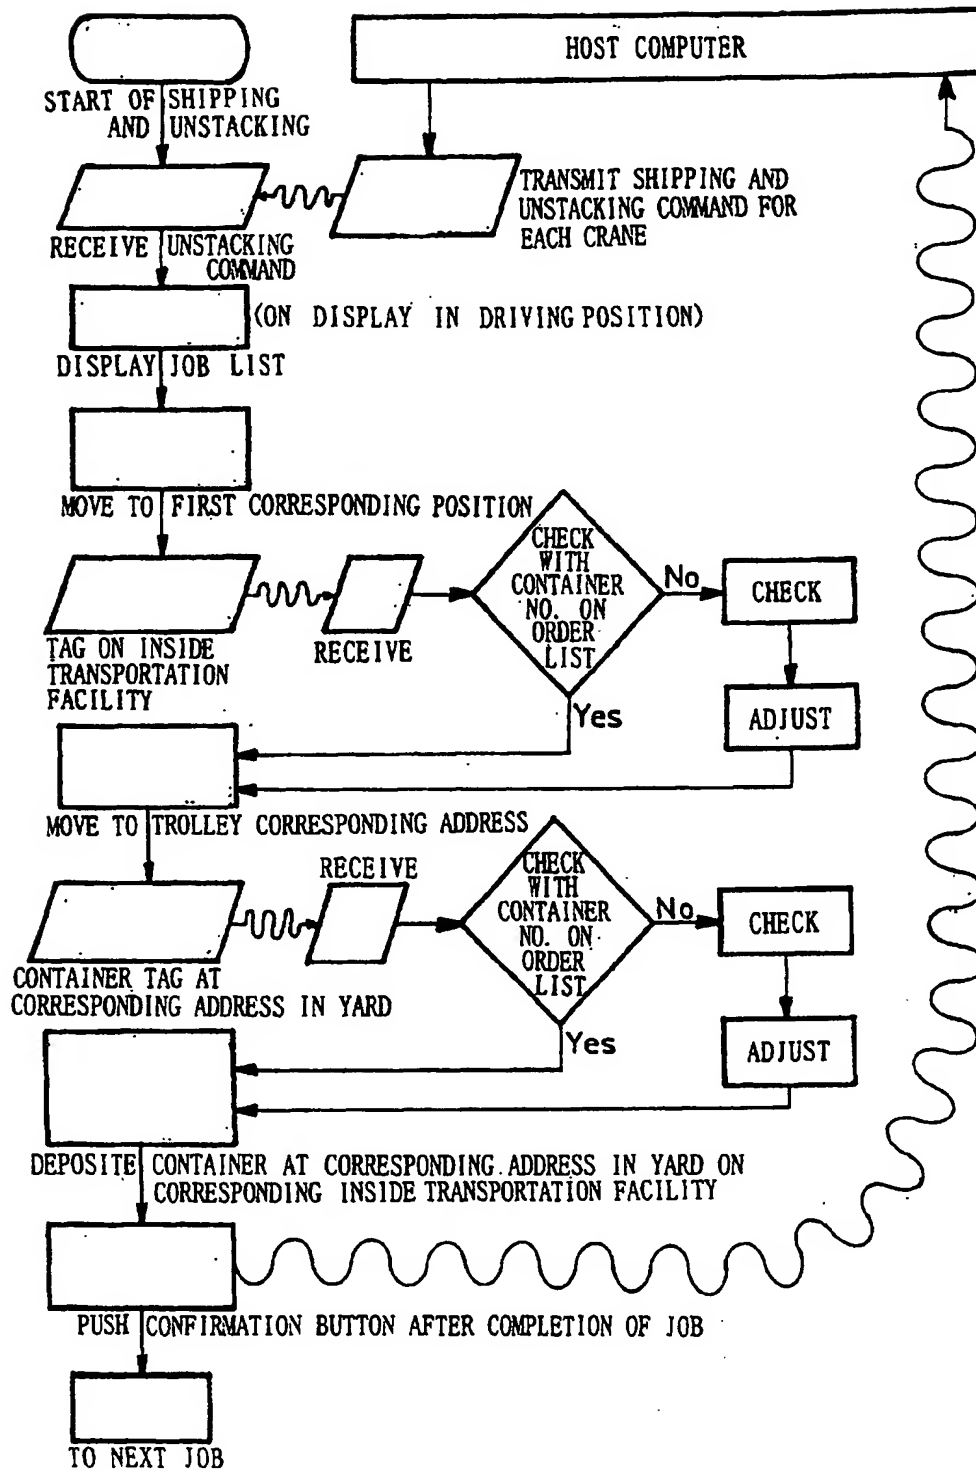 HOST COMPUTER
START OF SHIPPING
AND UNSTACKING
TRANSMIT SHIPPING AND
UNSTACKING COMMAND FOR
EACH CRANE
RECEIVE UNSTACKING
COMMAND
(ON DISPLAY IN DRIVING POSITION)
DISPLAY JOB LIST
MOVE TO FIRST CORRESPONDING POSITION
CHECK
WITH
CONTAINER
NO. ON
ORDER
LIST
No
CHECK
TAG ON INSIDE
TRANSPORTATION
FACILITY
RECEIVE
Yes
ADJUST
MOVE TO TROLLEY CORRESPONDING ADDRESS
RECEIVE
CHECK
WITH
CONTAINER
NO. ON
ORDER
LIST
No
CHECK
CONTAINER TAG AT
CORRESPONDING ADDRESS IN YARD
Yes
ADJUST
DEPOSITE CONTAINER AT CORRESPONDING ADDRESS IN YARD ON
CORRESPONDING INSIDE TRANSPORTATION FACILITY
PUSH CONFIRMATION BUTTON AFTER COMPLETION OF JOB
TO NEXT JOB